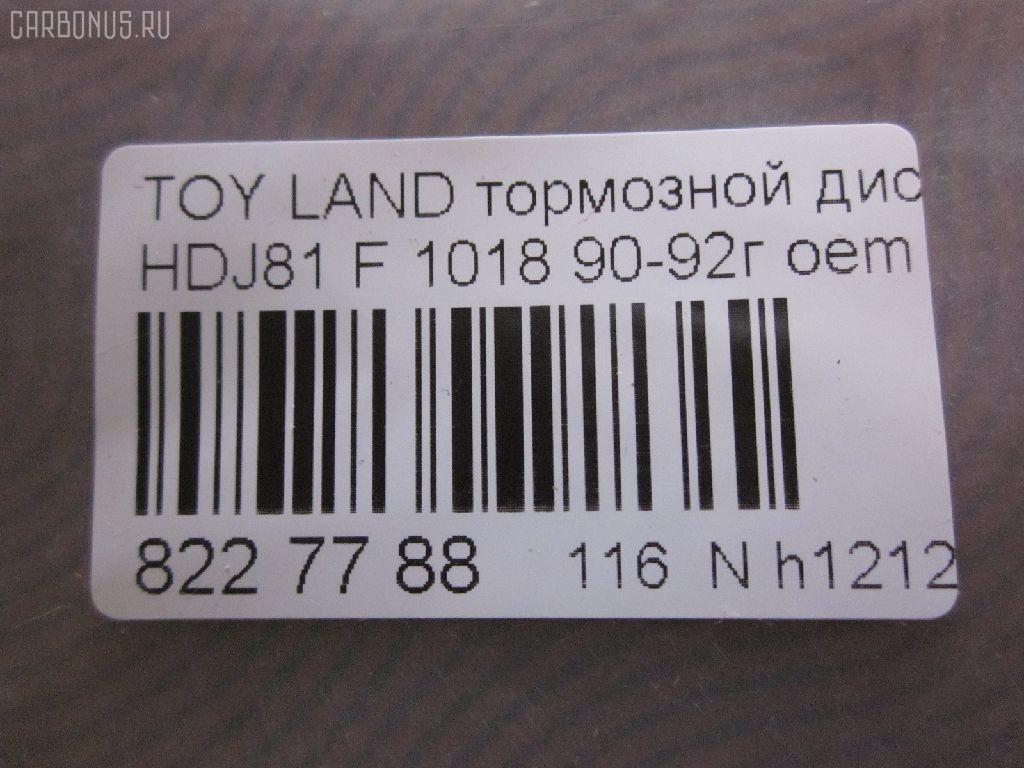 CARBONUS.RU
TOY LAND тормозной дис
HDJ81 F 1018 90-92г oem
822 77 88 116 N h1212